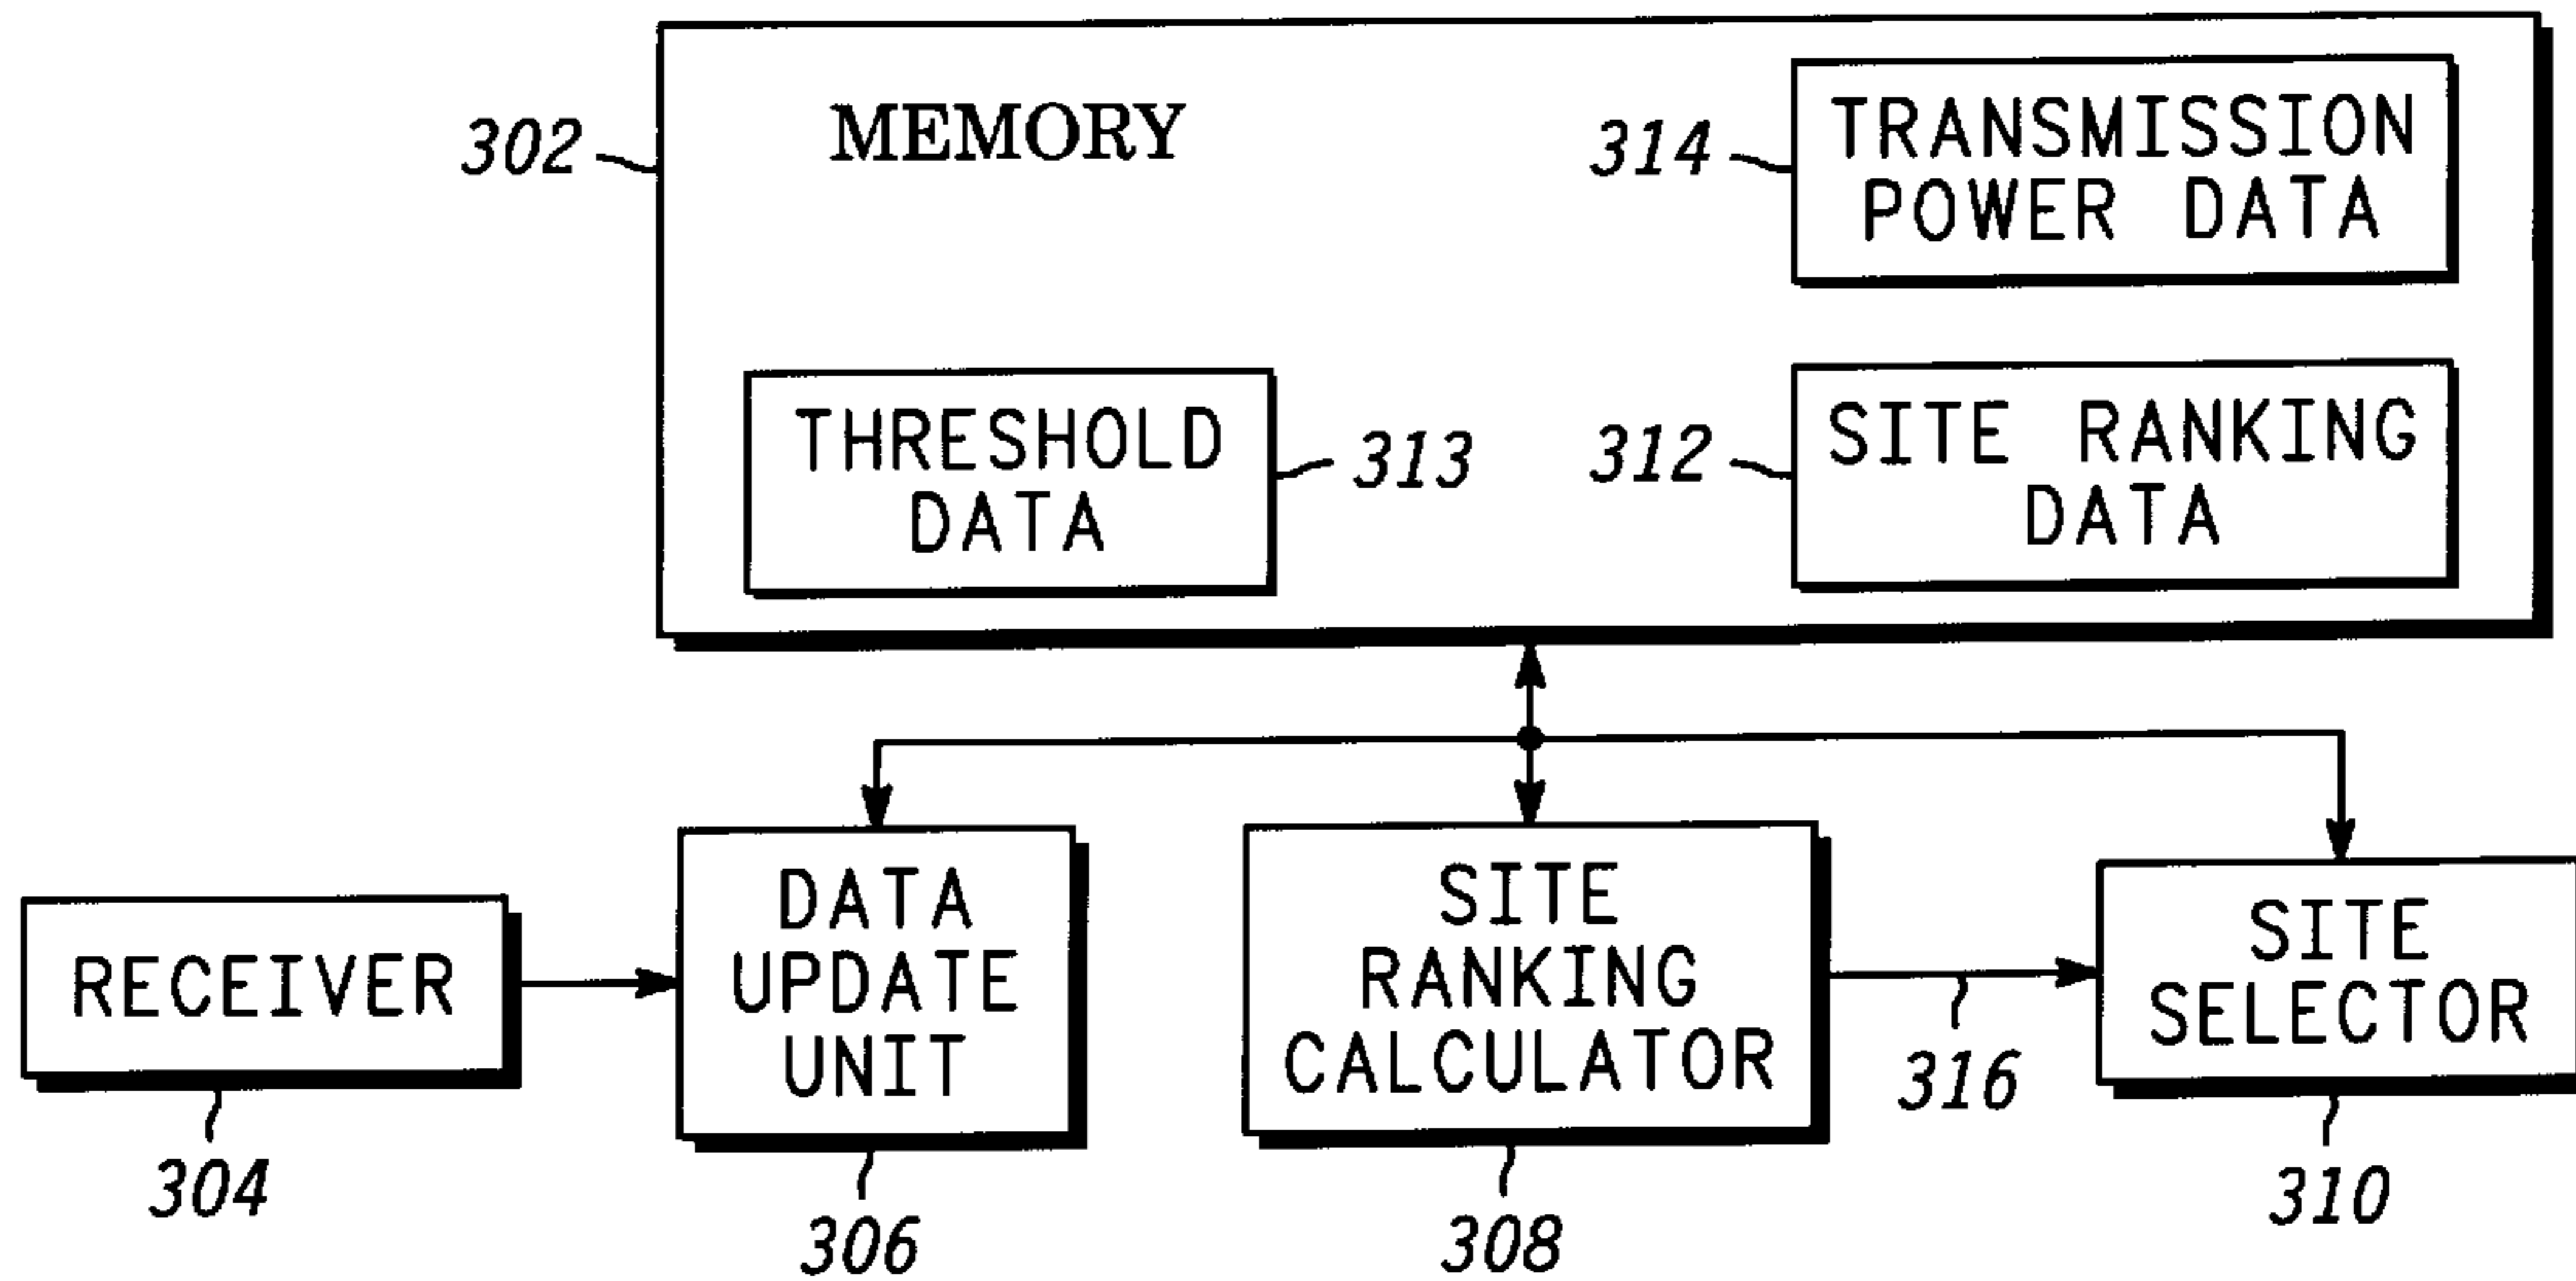 302
MEMORY
314
TRANSMISSION
POWER DATA
THRESHOLD
DATA
313
312
SITE RANKING
DATA
RECEIVER
304
DATA
UPDATE
UNIT
306
SITE
RANKING
CALCULATOR
308
316
SITE
SELECTOR
310